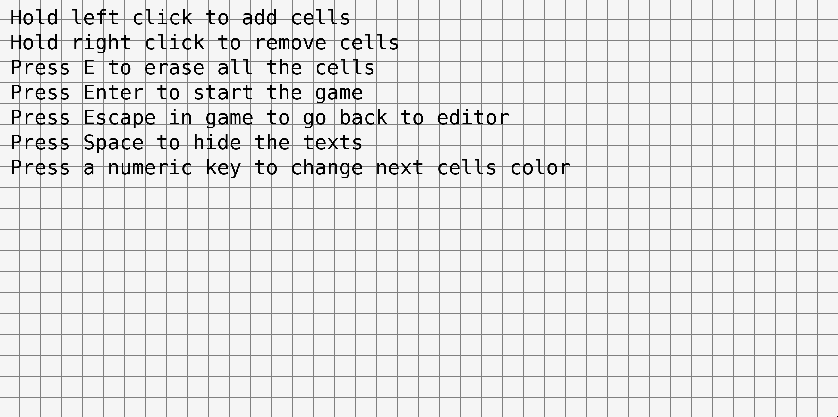 Hold left click to add cells
Hold right click to remove cells
Press E to erase all the cells
Press Enter to start the game
Press Escape in game to go back to editor
Press Space to hide the texts
Press a numeric key to change next cells color